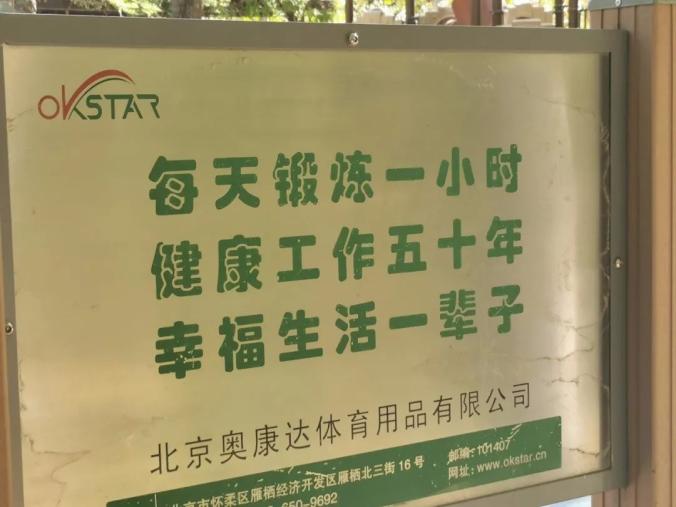 OKSTAR
每天锻炼一小时
健康工作五十年
幸福生活一辈子
北京奥康达体育用品有限公司
北京市怀柔区雁栖经济开发区雁栖北三街16号
邮编:101407
650-9692
网址:www.okstar.cn